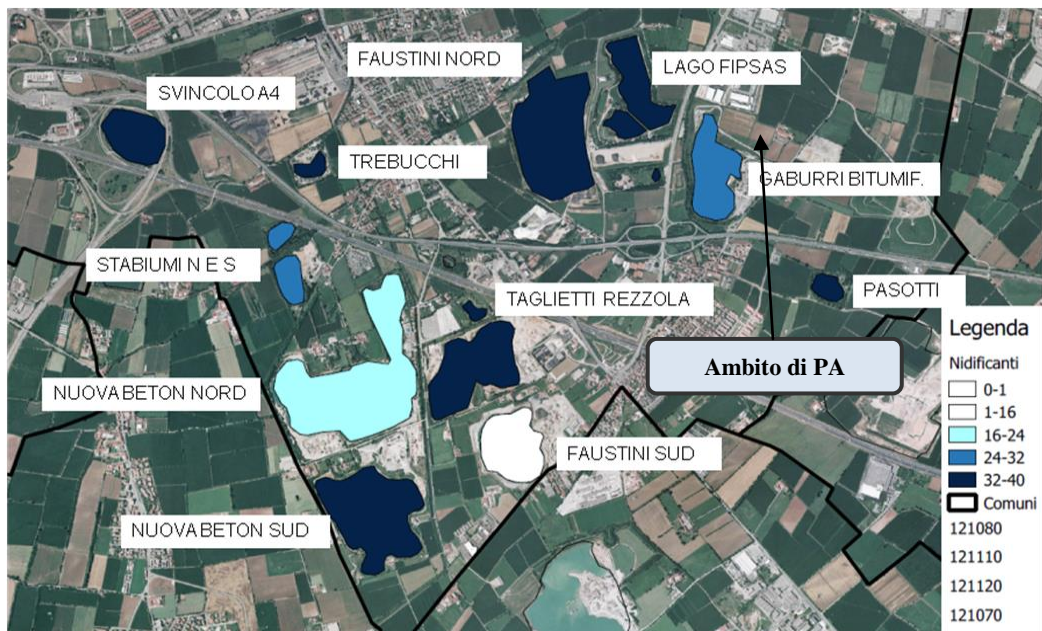 FAUSTINI NORD
LAGO FIPSAS
SVINCOLO A4
TREBUCCHI
GABURRI BITUMIF.
STABIUMI N E S
TAGLIETTI REZZOLA
PASOTTI
Ambito di PA
NUOVA BETON NORD
FAUSTINI SUD
NUOVA BETON SUD
Legenda
Nidificanti
0-1
1-16
16-24
24-32
32-40
Comuni
121080
121110
121120
121070